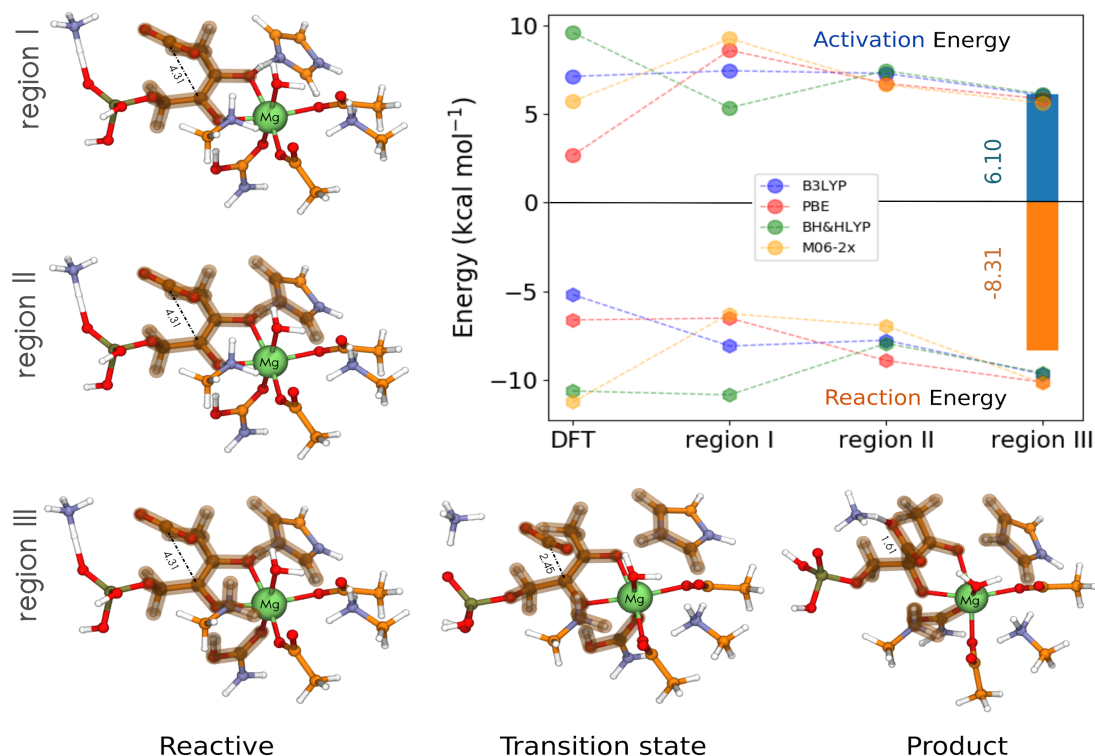 region I
4.31
Mg
region II
4.31
Mg
region III
4.31
Mg
Reactive
2.45
Mg
Transition state
1.61
Mg
Product
Energy (kcal mol⁻¹)
10
5
0
−5
−10
Activation Energy
6.10
B3LYP
PBE
BH&HLYP
M06-2x
-8.31
Reaction Energy
DFT
region I
region II
region III